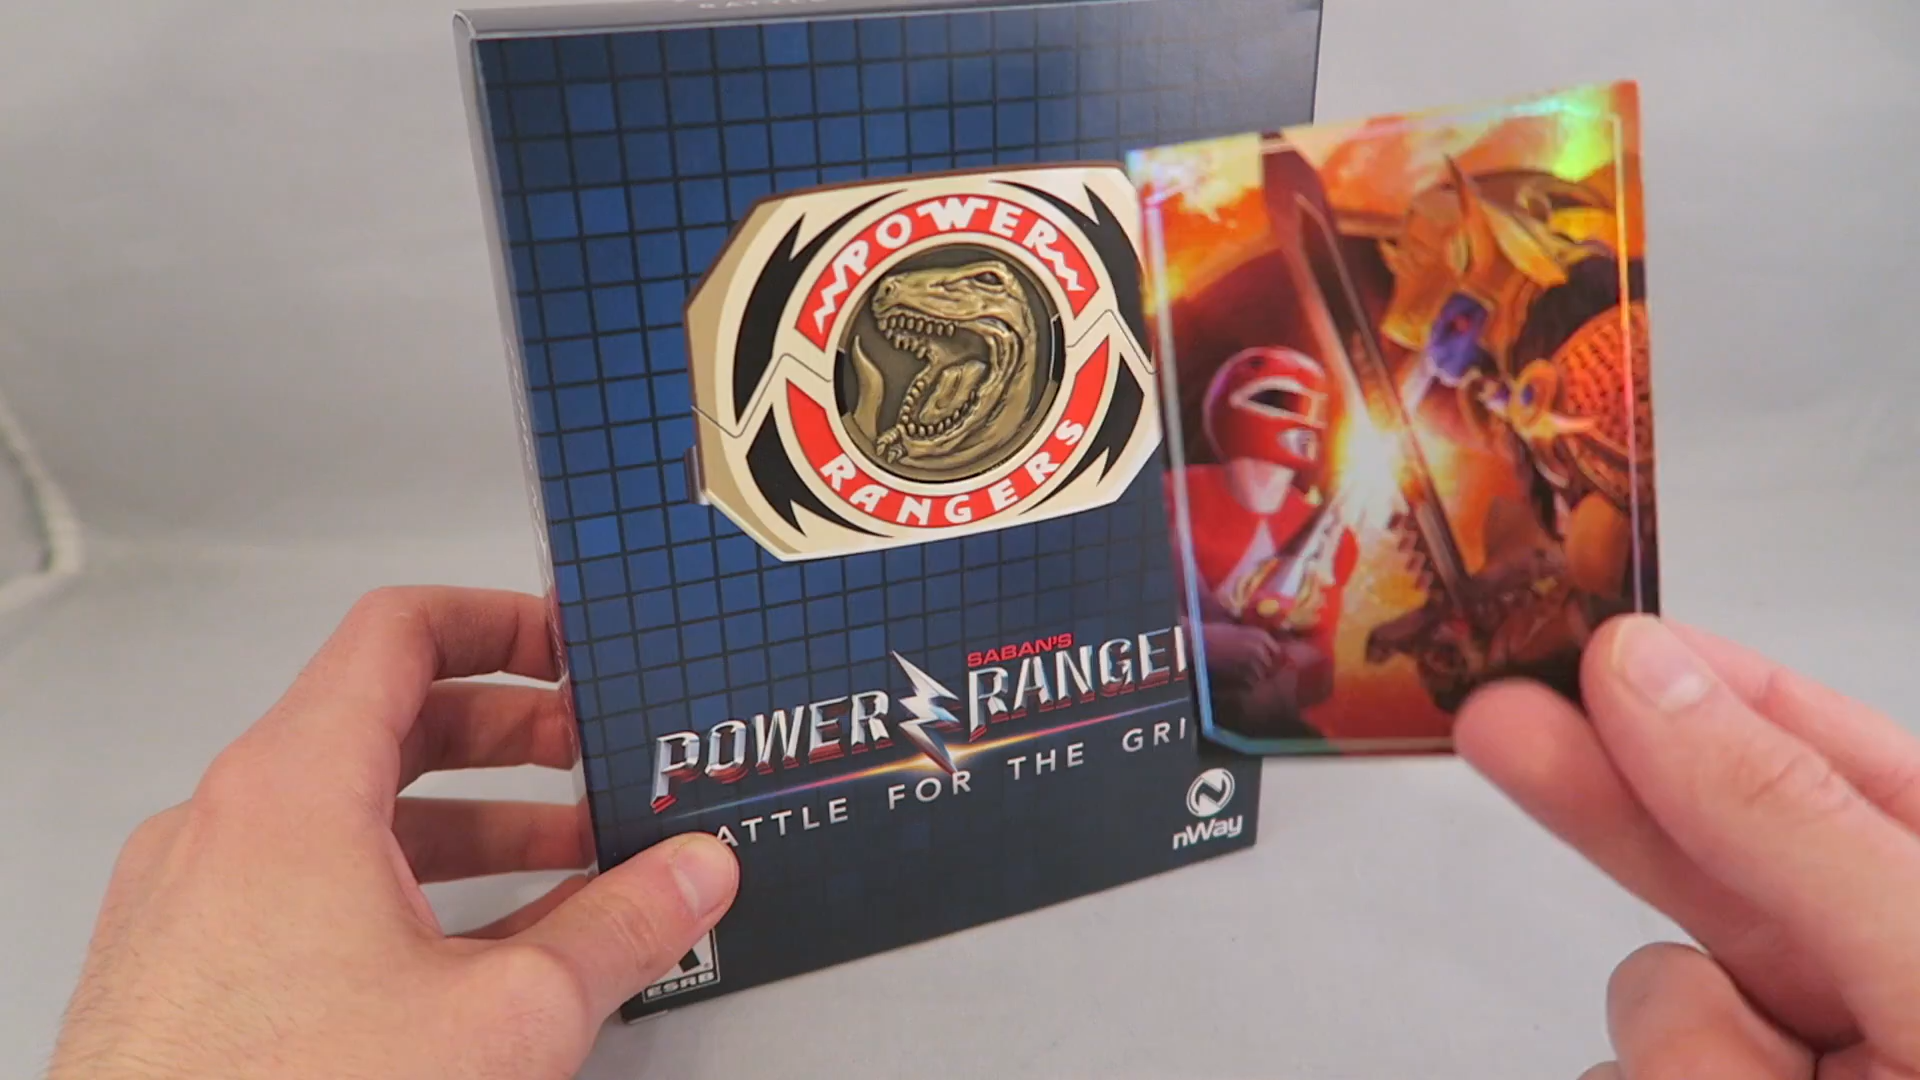 POWER
RANGERS
SABAN'S
POWER RANGE
ATTLE FOR THE GRI
nWay
ESRB